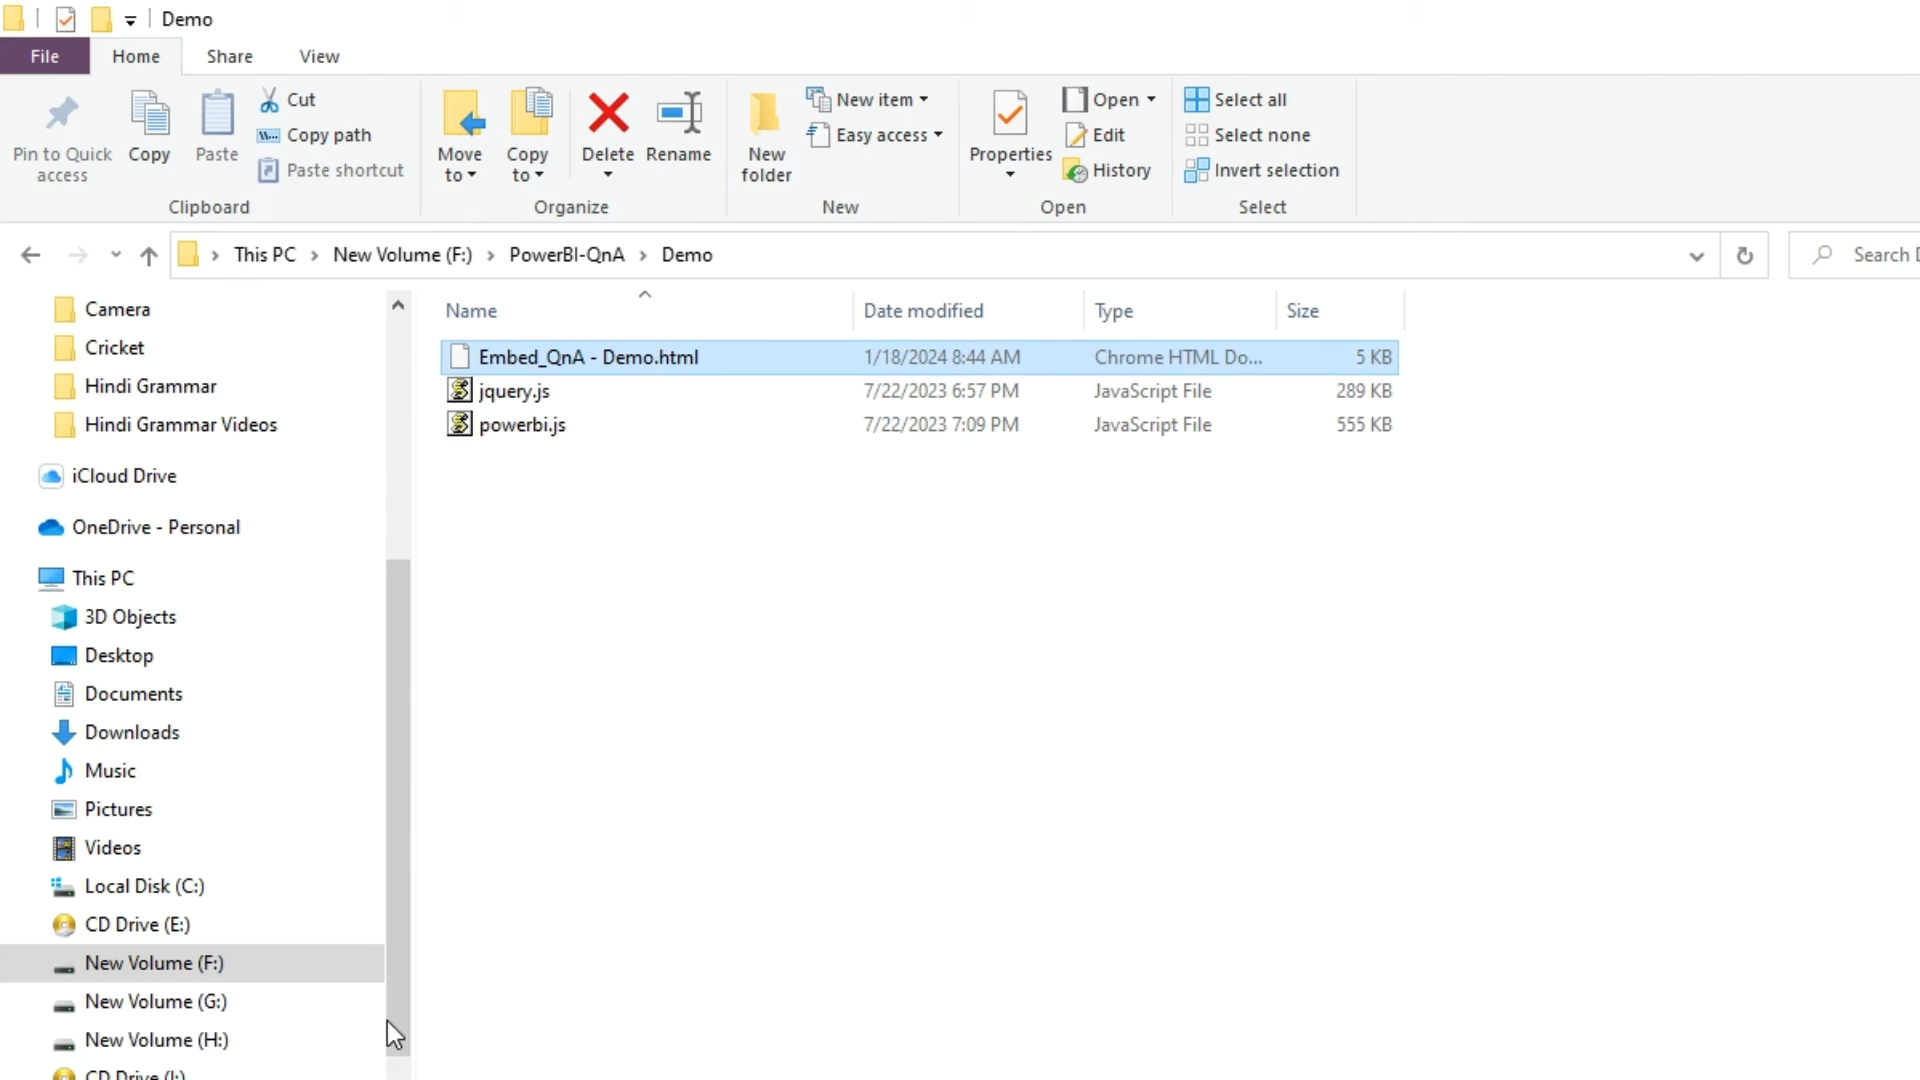 Demo
File Home Share View
Pin to Quick access
Copy
Paste
Cut
Copy path
Paste shortcut
Clipboard
Move to
Copy to
Delete
Rename
Organize
New folder
New item
Easy access
New
Properties
Open
Edit
History
Open
Select all
Select none
Invert selection
Select
This PC New Volume (F:) PowerBI-QnA Demo
Search D
Camera
Cricket
Hindi Grammar
Hindi Grammar Videos
iCloud Drive
OneDrive - Personal
This PC
3D Objects
Desktop
Documents
Downloads
Music
Pictures
Videos
Local Disk (C:)
CD Drive (E:)
New Volume (F:)
New Volume (G:)
New Volume (H:)
CD Drive (I:)
Name Date modified Type Size
Embed_QnA - Demo.html 1/18/2024 8:44 AM Chrome HTML Do... 5 KB
jquery.js 7/22/2023 6:57 PM JavaScript File 289 KB
powerbi.js 7/22/2023 7:09 PM JavaScript File 555 KB